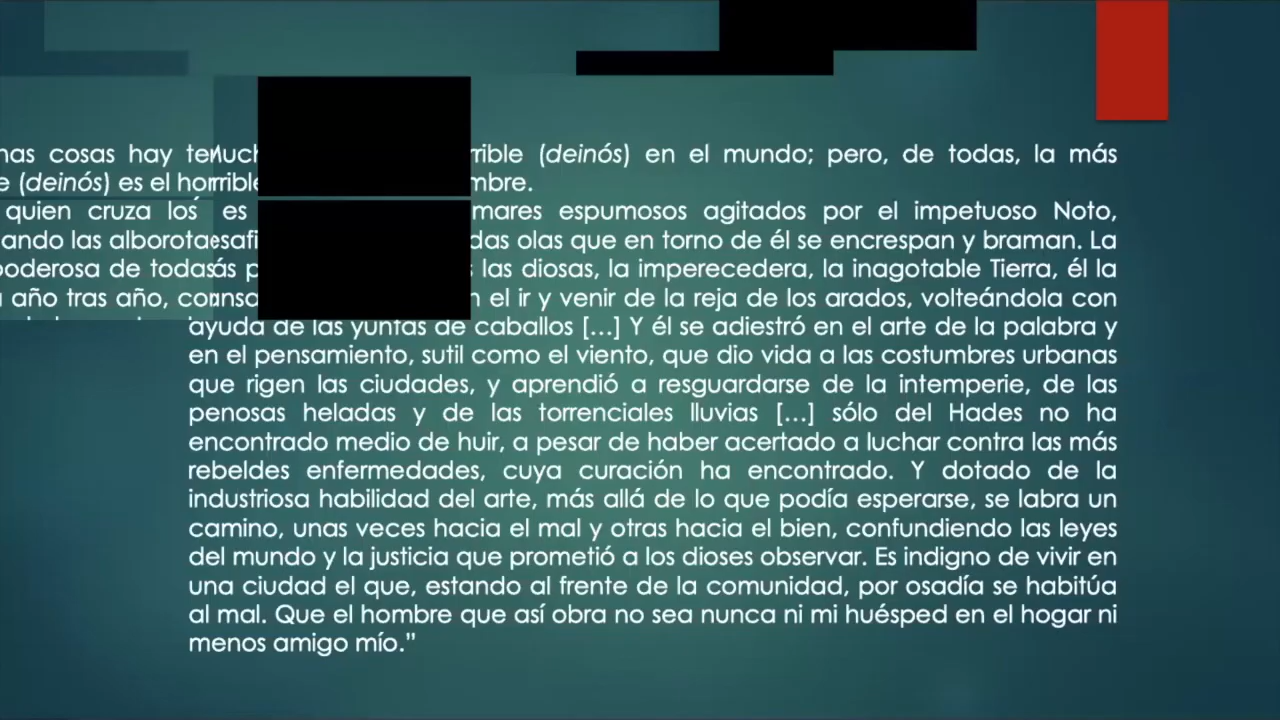 nas cosas hay te rrible (deinós) en el mundo; pero, de todas, la más
e (deinós) es el horrible mbre.
quien cruza los es mares espumosos agitados por el impetuoso Noto,
ando las alborota esafi das olas que en torno de él se encrespan y braman. La
poderosa de todas ás p s las diosas, la imperecedera, la inagotable Tierra, él la
año tras año, co nsa n el ir y venir de la reja de los arados, volteándola con
ayuda de las yuntas de caballos […] Y él se adiestró en el arte de la palabra y
en el pensamiento, sutil como el viento, que dio vida a las costumbres urbanas
que rigen las ciudades, y aprendió a resguardarse de la intemperie, de las
penosas heladas y de las torrenciales lluvias […] sólo del Hades no ha
encontrado medio de huir, a pesar de haber acertado a luchar contra las más
rebeldes enfermedades, cuya curación ha encontrado. Y dotado de la
industriosa habilidad del arte, más allá de lo que podía esperarse, se labra un
camino, unas veces hacia el mal y otras hacia el bien, confundiendo las leyes
del mundo y la justicia que prometió a los dioses observar. Es indigno de vivir en
una ciudad el que, estando al frente de la comunidad, por osadía se habitúa
al mal. Que el hombre que así obra no sea nunca ni mi huésped en el hogar ni
menos amigo mío.”